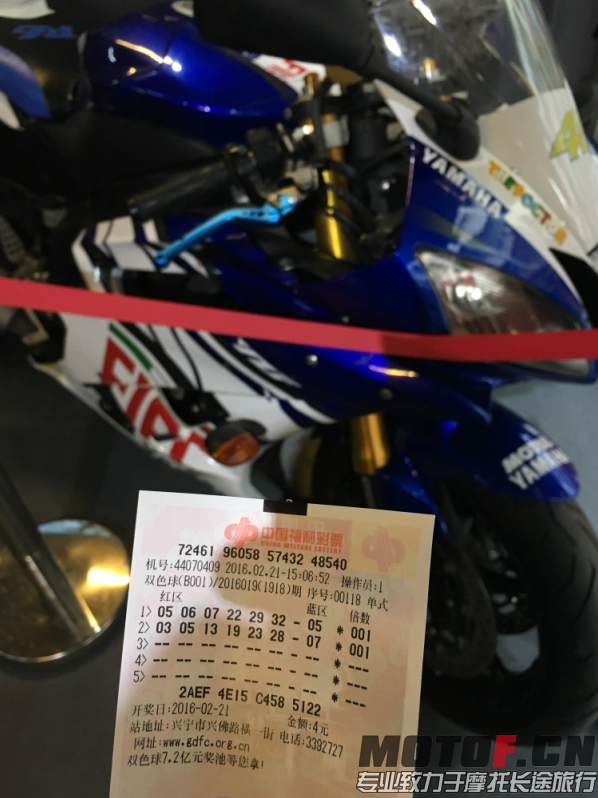 R6
YAMAHA
THEDOCTOR
4
FIAT
MOTOR
YAMAHA
中国福利彩票
CHINA WELFARE LOTTERY
72461 96058 57432 48540
机号:44070409 2016.02.21-15:06:52 操作员:1
双色球(B001)/2016019(1918)期 序号:00118 单式
红区 蓝区 倍数
1> 05 06 07 22 29 32 - 05 * 001
2> 03 05 13 19 23 28 - 07 * 001
3> -- -- -- -- -- -- - -- * ---
4> -- -- -- -- -- -- - -- * ---
5> -- -- -- -- -- -- - -- * ---
2AEF 4E15 C458 5122
开奖日:2016-02-21 金额:4元
站地址:兴宁市兴佛路横一街 电话:3392727
网址:www.gdfc.org.cn
双色球7.2亿元奖池等您拿!
MOTOF.CN
专业致力于摩托长途旅行